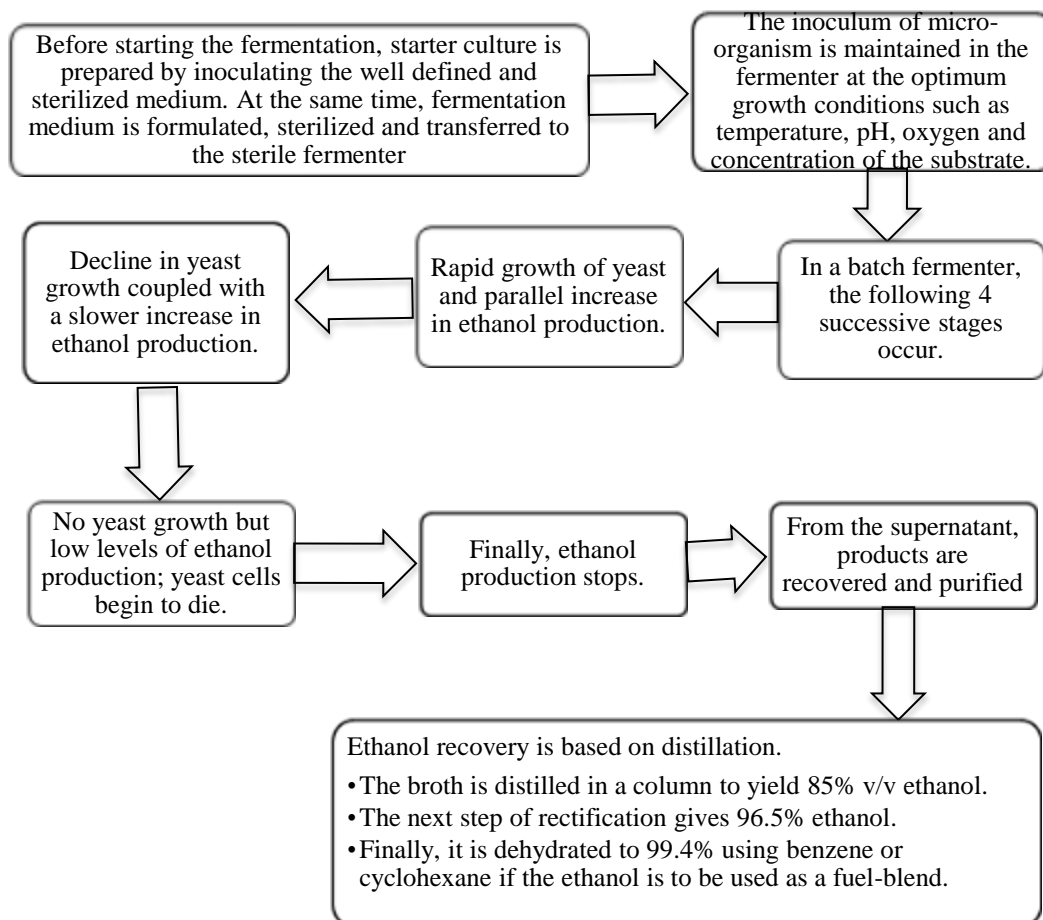 Before starting the fermentation, starter culture is
prepared by inoculating the well defined and
sterilized medium. At the same time, fermentation
medium is formulated, sterilized and transferred to
the sterile fermenter
The inoculum of micro-
organism is maintained in the
fermenter at the optimum
growth conditions such as
temperature, pH, oxygen and
concentration of the substrate.
In a batch fermenter,
the following 4
successive stages
occur.
Rapid growth of yeast
and parallel increase
in ethanol production.
Decline in yeast
growth coupled with
a slower increase in
ethanol production.
No yeast growth but
low levels of ethanol
production; yeast cells
begin to die.
Finally, ethanol
production stops.
From the supernatant,
products are
recovered and purified
Ethanol recovery is based on distillation.
•The broth is distilled in a column to yield 85% v/v ethanol.
•The next step of rectification gives 96.5% ethanol.
•Finally, it is dehydrated to 99.4% using benzene or
cyclohexane if the ethanol is to be used as a fuel-blend.